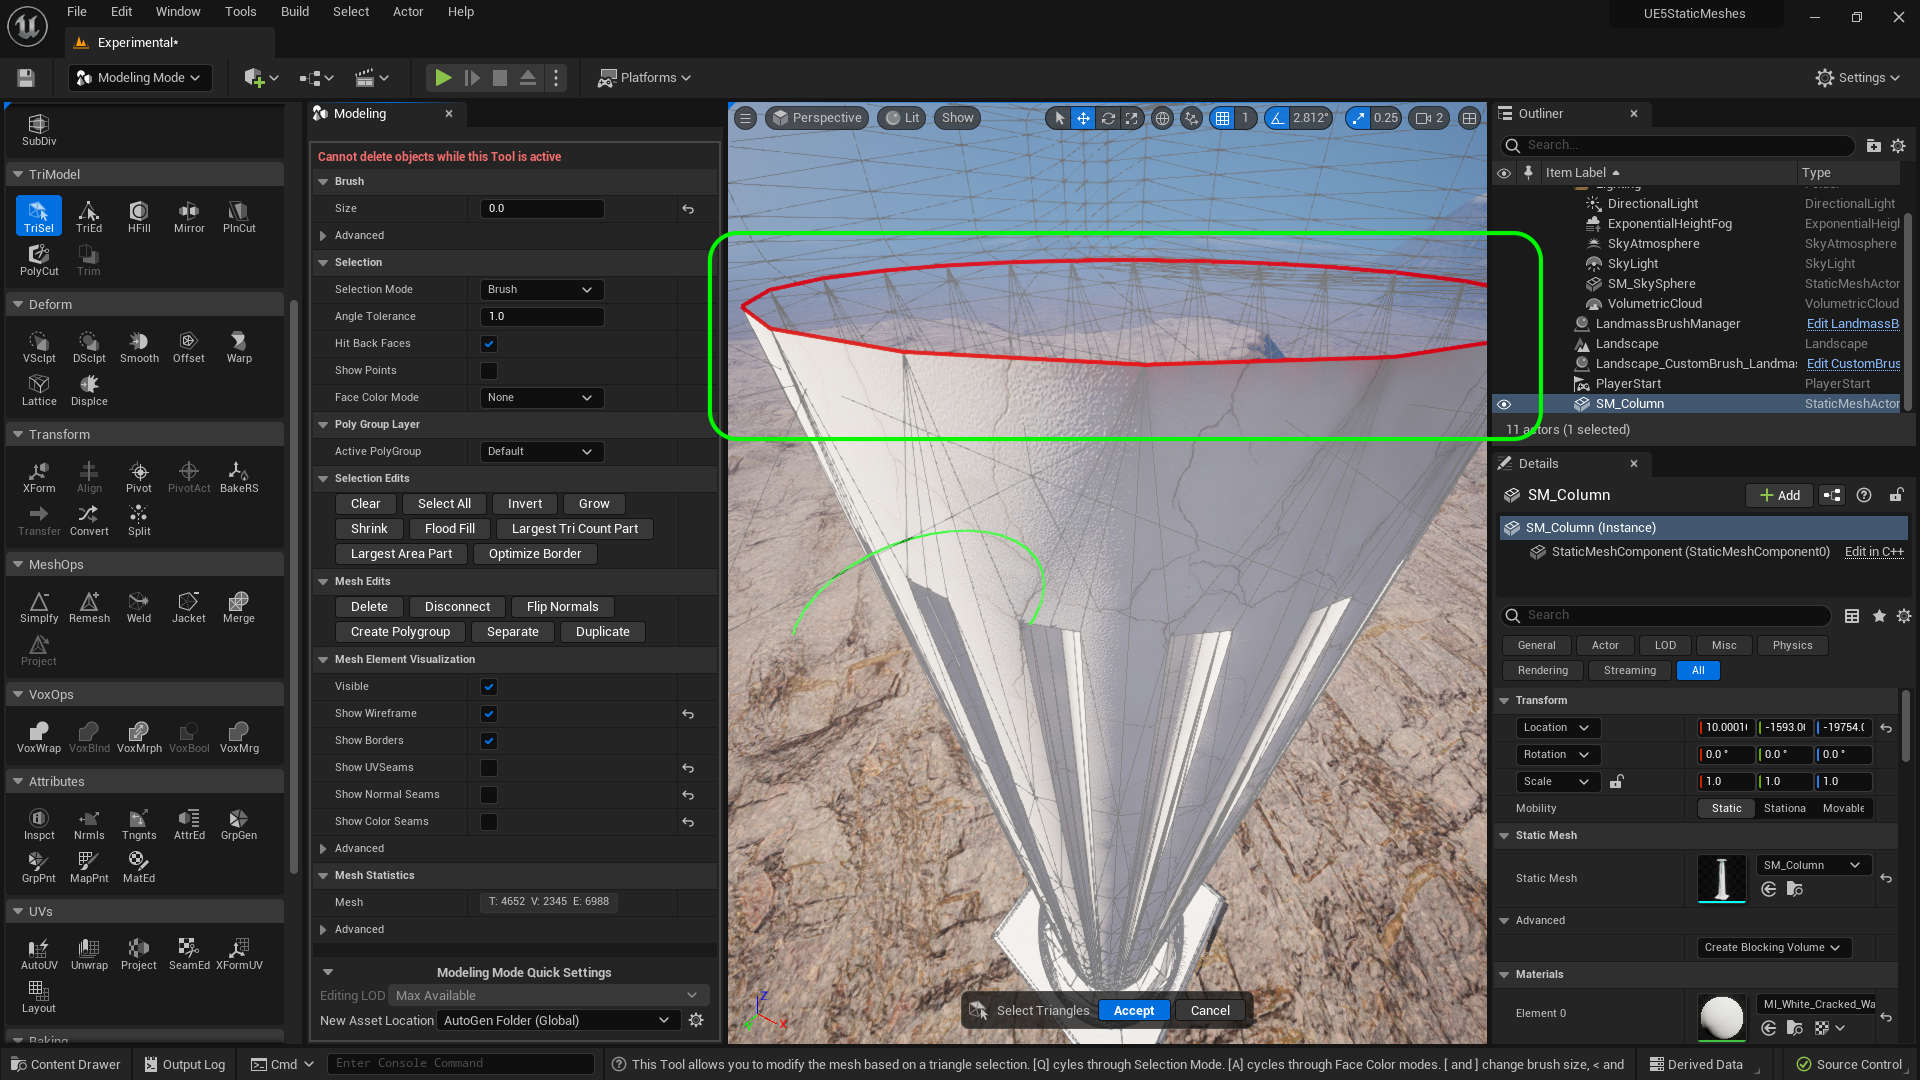 File Edit Window Tools Build Select Actor Help
UE5StaticMeshes
Experimental*
Modeling Mode
Platforms
Settings
SubDiv
TriModel
TriSel TriEd HFill Mirror PlnCut
PolyCut Trim
Deform
VSclpt DSclpt Smooth Offset Warp
Lattice Displce
Transform
XForm Align Pivot PivotAct BakeRS
Transfer Convert Split
MeshOps
Simplfy Remesh Weld Jacket Merge
Project
VoxOps
VoxWrap VoxBlnd VoxMrph VoxBool VoxMrg
Attributes
Inspct Nrmls Tngnts AttrEd GrpGen
GrpPnt MapPnt MatEd
UVs
AutoUV Unwrap Project SeamEd XFormUV
Layout
Baking
Modeling
Cannot delete objects while this Tool is active
Brush
Size 0.0
Advanced
Selection
Selection Mode Brush
Angle Tolerance 1.0
Hit Back Faces
Show Points
Face Color Mode None
Poly Group Layer
Active PolyGroup Default
Selection Edits
Clear Select All Invert Grow
Shrink Flood Fill Largest Tri Count Part
Largest Area Part Optimize Border
Mesh Edits
Delete Disconnect Flip Normals
Create Polygroup Separate Duplicate
Mesh Element Visualization
Visible
Show Wireframe
Show Borders
Show UVSeams
Show Normal Seams
Show Color Seams
Advanced
Mesh Statistics
Mesh T: 4652 V: 2345 E: 6988
Advanced
Modeling Mode Quick Settings
Editing LOD Max Available
New Asset Location AutoGen Folder (Global)
Perspective Lit Show 1 2.812° 0.25 2
Z
X
Select Triangles Accept Cancel
Outliner
Search...
Item Label Type
Lighting Folder
DirectionalLight DirectionalLight
ExponentialHeightFog ExponentialHeigl
SkyAtmosphere SkyAtmosphere
SkyLight SkyLight
SM_SkySphere StaticMeshActor
VolumetricCloud VolumetricCloud
LandmassBrushManager Edit LandmassB
Landscape Landscape
Landscape_CustomBrush_Landmas Edit CustomBrus
PlayerStart PlayerStart
SM_Column StaticMeshActor
11 actors (1 selected)
Details
SM_Column + Add
SM_Column (Instance)
StaticMeshComponent (StaticMeshComponent0) Edit in C++
Search
General Actor LOD Misc Physics
Rendering Streaming All
Transform
Location 10.0001 -1593.0 -19754.
Rotation 0.0 ° 0.0 ° 0.0 °
Scale 1.0 1.0 1.0
Mobility Static Stationa Movable
Static Mesh
Static Mesh SM_Column
Advanced
Create Blocking Volume
Materials
Element 0 MI_White_Cracked_Wa
Content Drawer Output Log Cmd Enter Console Command
This Tool allows you to modify the mesh based on a triangle selection. [Q] cyles through Selection Mode. [A] cycles through Face Color modes. [ and ] change brush size, < and
Derived Data Source Control